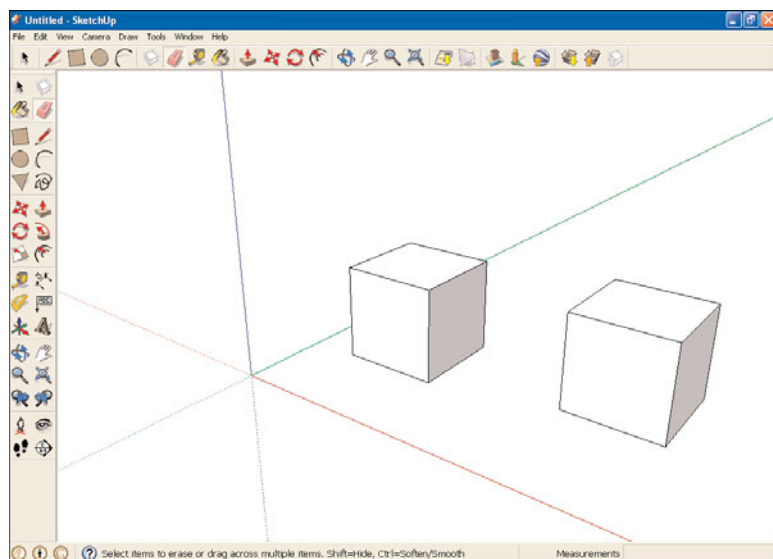 Untitled - SketchUp
File Edit View Camera Draw Tools Window Help
Select items to erase or drag across multiple items. Shift=Hide, Ctrl=Soften/Smooth
Measurements